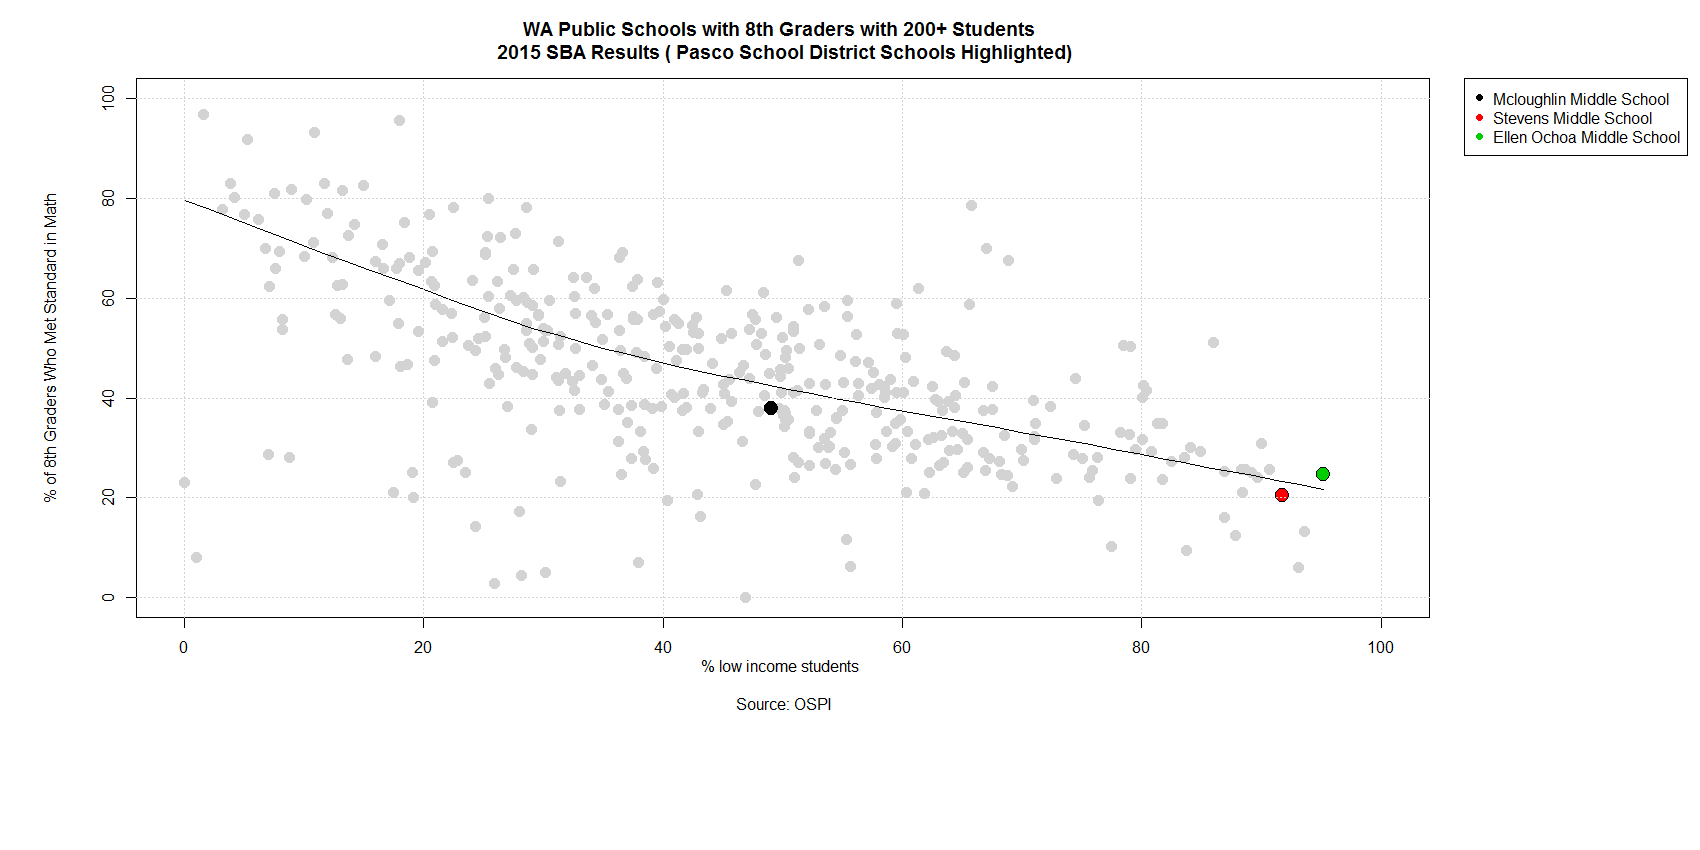 WA Public Schools with 8th Graders with 200+ Students
2015 SBA Results ( Pasco School District Schools Highlighted)
Mcloughlin Middle School
Stevens Middle School
Ellen Ochoa Middle School
% of 8th Graders Who Met Standard in Math
100
80
60
40
20
0
0 20 40 60 80 100
% low income students
Source: OSPI